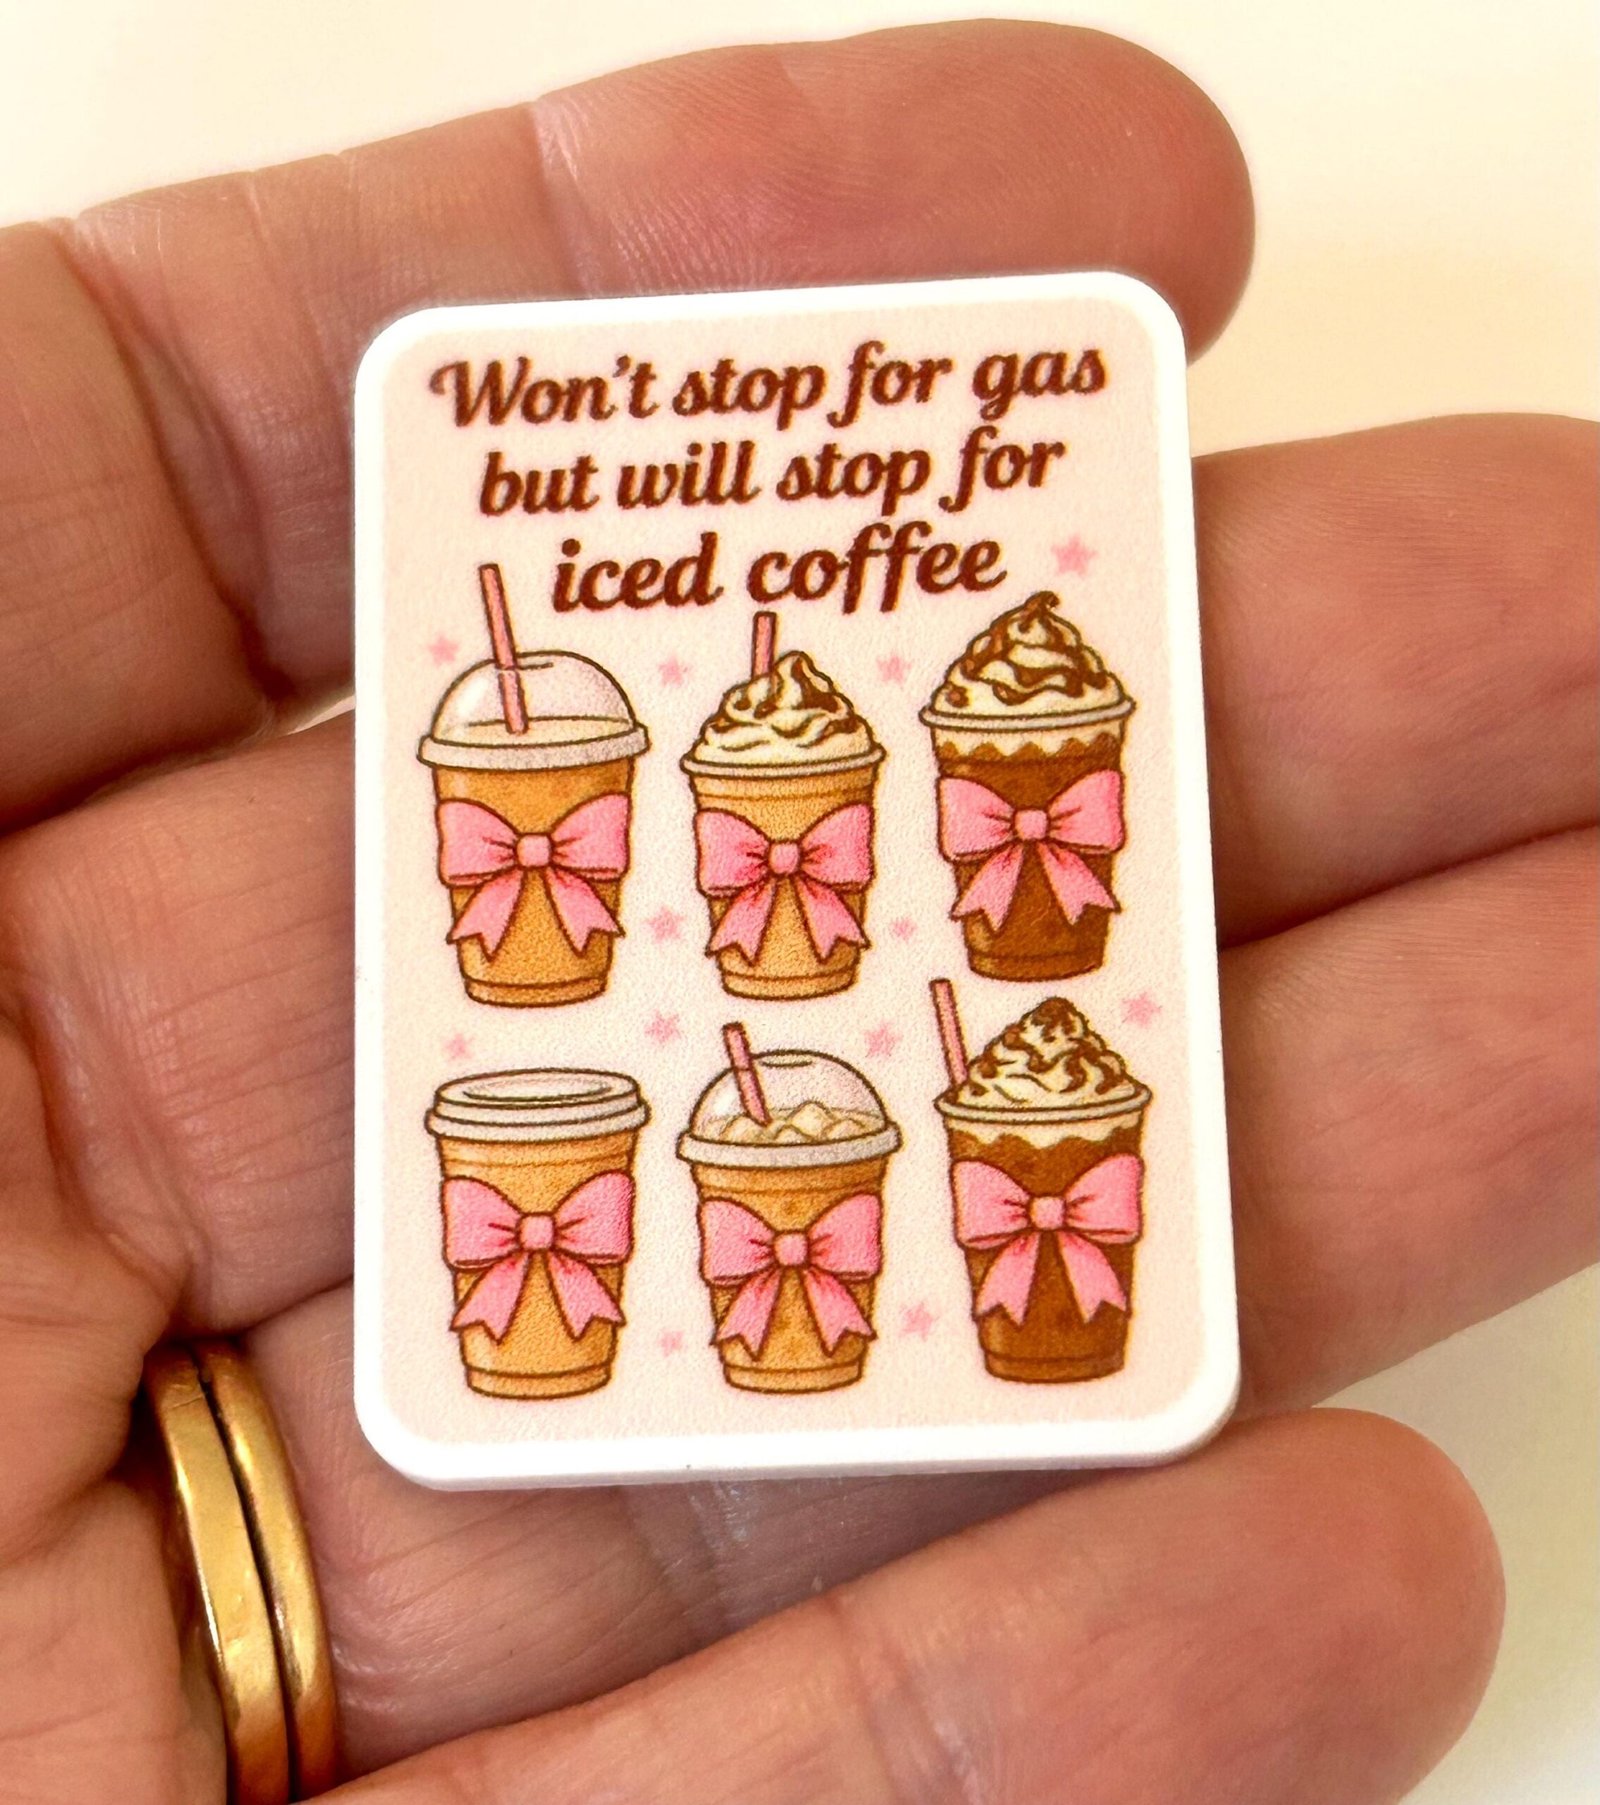 Won't stop for gas
but will stop for
iced coffee